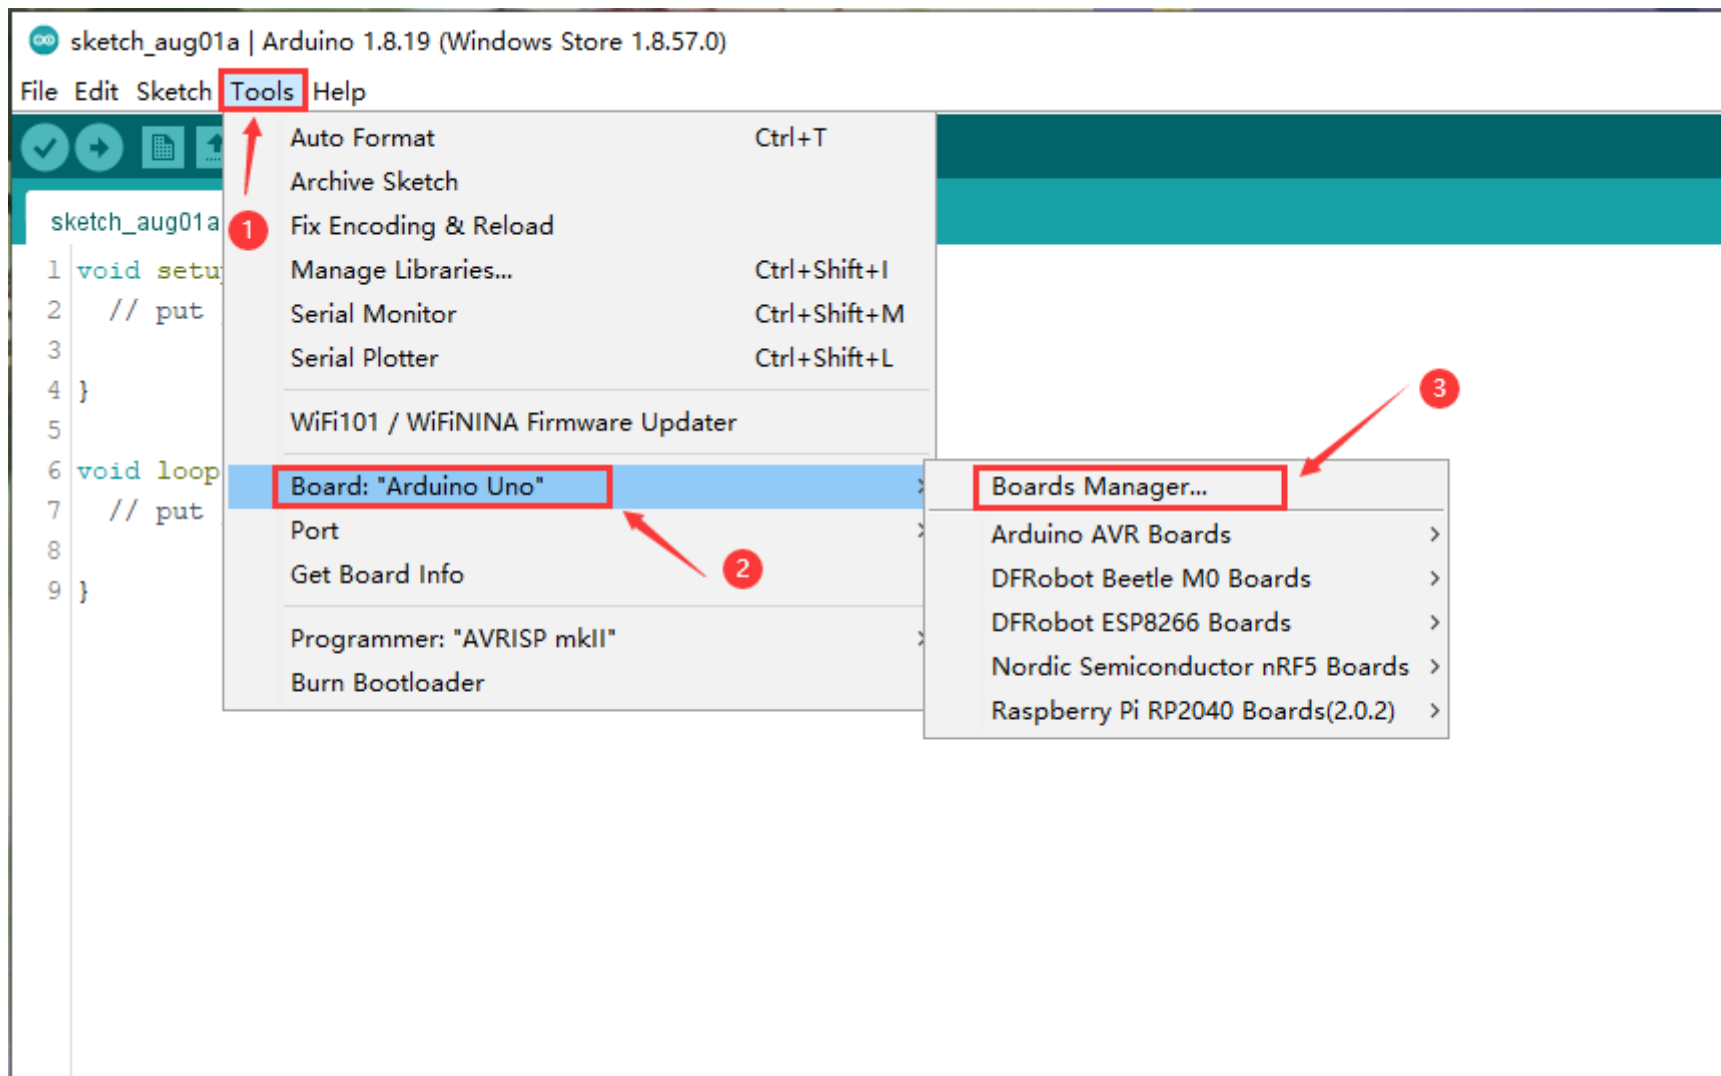 sketch_aug01a | Arduino 1.8.19 (Windows Store 1.8.57.0)
File Edit Sketch Tools Help
Auto Format Ctrl+T
Archive Sketch
sketch_aug01a 1 Fix Encoding & Reload
1 void setup Manage Libraries... Ctrl+Shift+I
2 // put Serial Monitor Ctrl+Shift+M
3 Serial Plotter Ctrl+Shift+L
4 }
3
5 WiFi101 / WiFiNINA Firmware Updater
6 void loop Board: "Arduino Uno" Boards Manager...
7 // put Port Arduino AVR Boards
8 Get Board Info 2 DFRobot Beetle M0 Boards
9 } DFRobot ESP8266 Boards
Programmer: "AVRISP mkII" Nordic Semiconductor nRF5 Boards
Burn Bootloader Raspberry Pi RP2040 Boards(2.0.2)